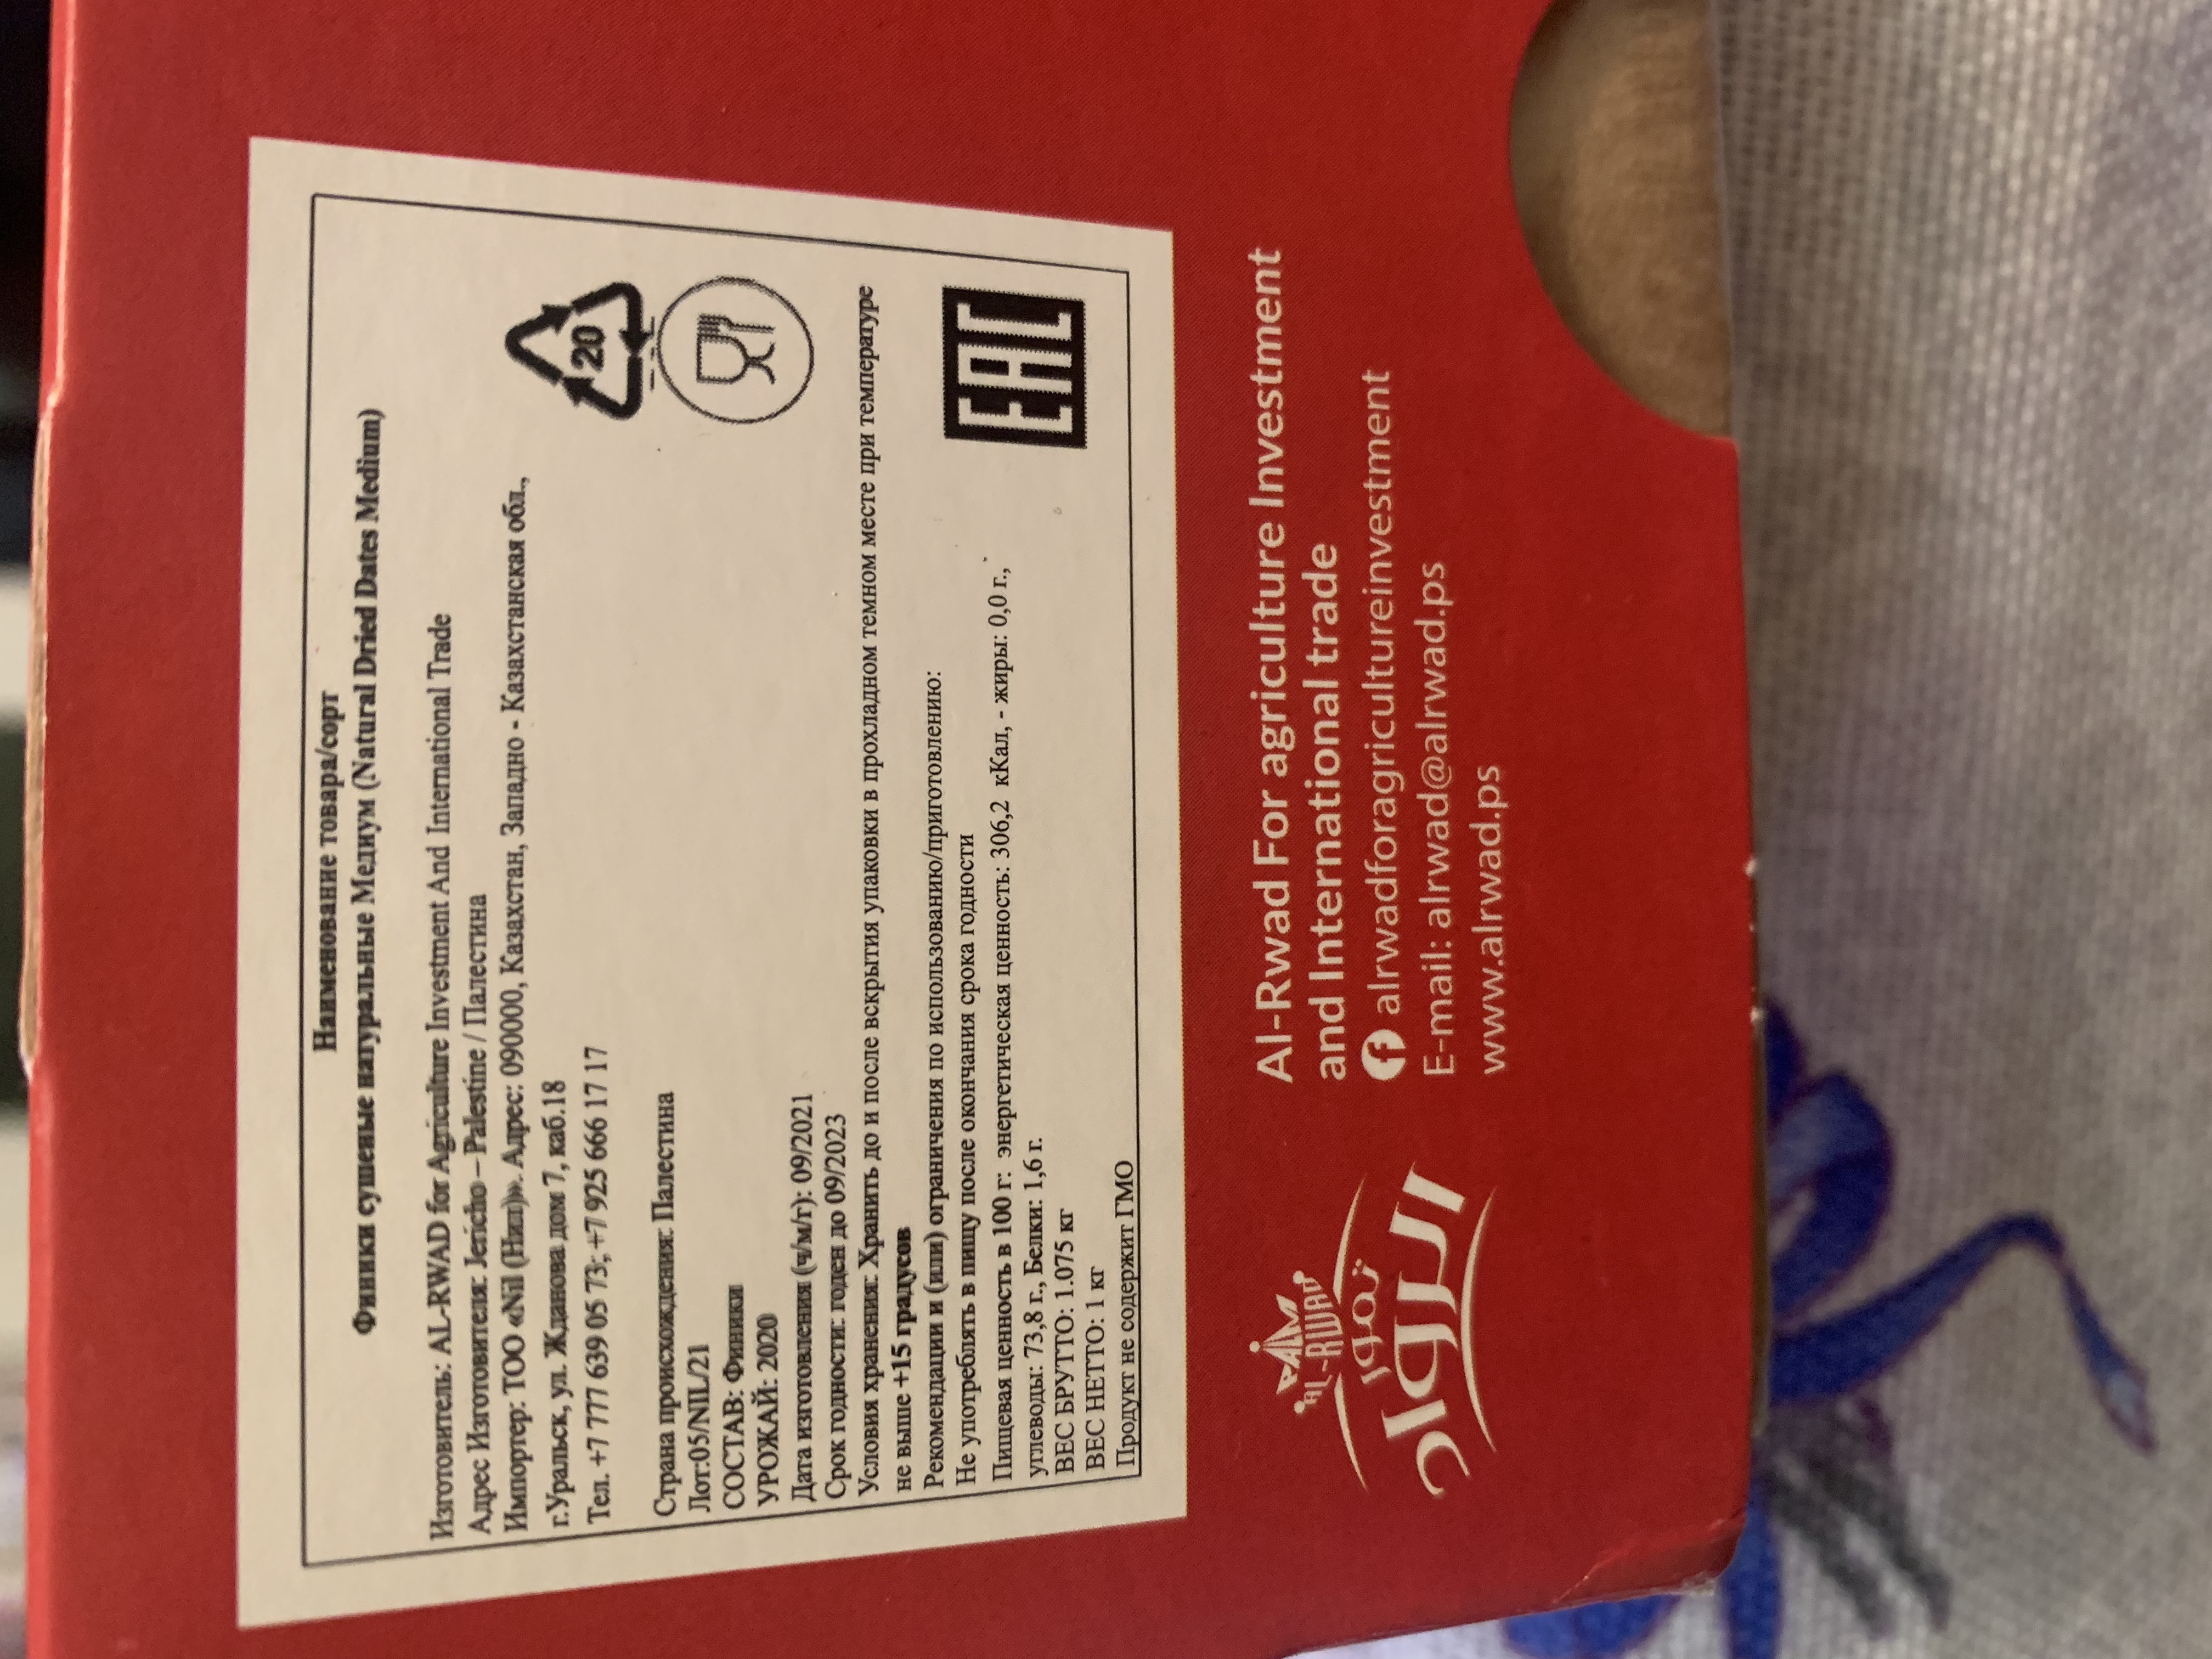 Наименование товара/сорт
Финики сушеные натуральные Медиум (Natural Dried Dates Medium)
Изготовитель: AL-RWAD for Agriculture Investment And International Trade
Адрес Изготовителя: Jericho – Palestine / Палестина
Импортер: ТОО «Nil (Нил)». Адрес: 090000, Казахстан, Западно - Казахстанская обл.,
г.Уральск, ул. Жданова дом 7, каб.18
Тел. +7 777 639 05 73; +7 925 666 17 17
20
Страна происхождения: Палестина
Лот:05/NIL/21
СОСТАВ: Финики
УРОЖАЙ: 2020
Дата изготовления (ч/м/г): 09/2021
Срок годности: годен до 09/2023
Условия хранения: Хранить до и после вскрытия упаковки в прохладном темном месте при температуре
не выше +15 градусов
Рекомендации и (или) ограничения по использованию/приготовлению:
Не употреблять в пищу после окончания срока годности
Пищевая ценность в 100 г: энергетическая ценность: 306,2 кКал, - жиры: 0,0 г.,
углеводы: 73,8 г., Белки: 1,6 г.
ВЕС БРУТТО: 1.075 кг
ВЕС НЕТТО: 1 кг
Продукт не содержит ГМО
EAC
PALM
AL-RWAD
تمور
الرواد
Al-Rwad For agriculture Investment
and International trade
alrwadforagricultureinvestment
E-mail: alrwad@alrwad.ps
www.alrwad.ps